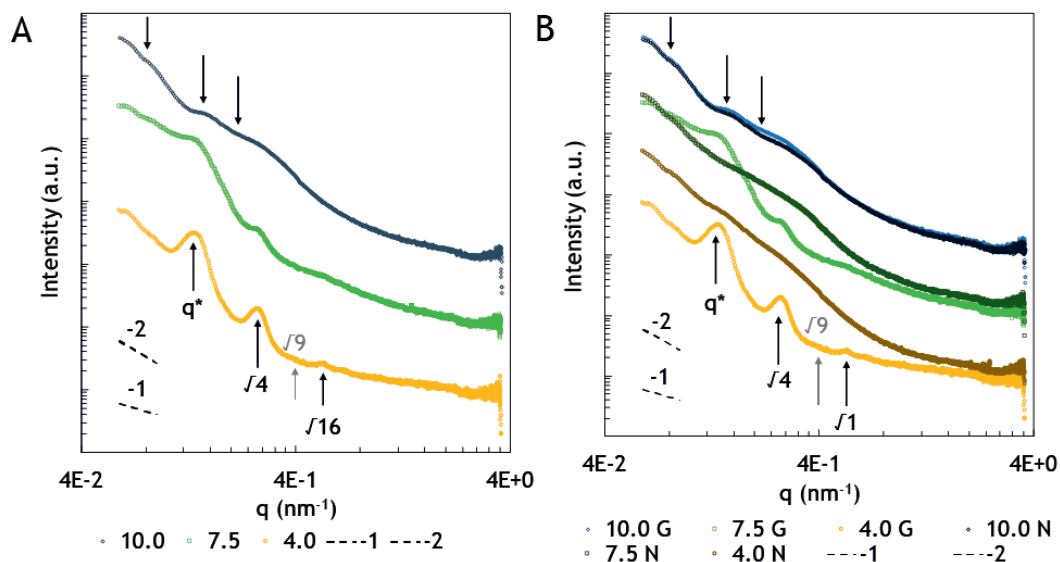 A
Intensity (a.u.)
q*
√4
√9
√16
-2
-1
4E-2
4E-1
4E+0
q (nm⁻¹)
10.0
7.5
4.0
-1
-2
B
Intensity (a.u.)
q*
√4
√9
√1
-2
-1
4E-2
4E-1
4E+0
q (nm⁻¹)
10.0 G
7.5 G
4.0 G
10.0 N
7.5 N
4.0 N
-1
-2